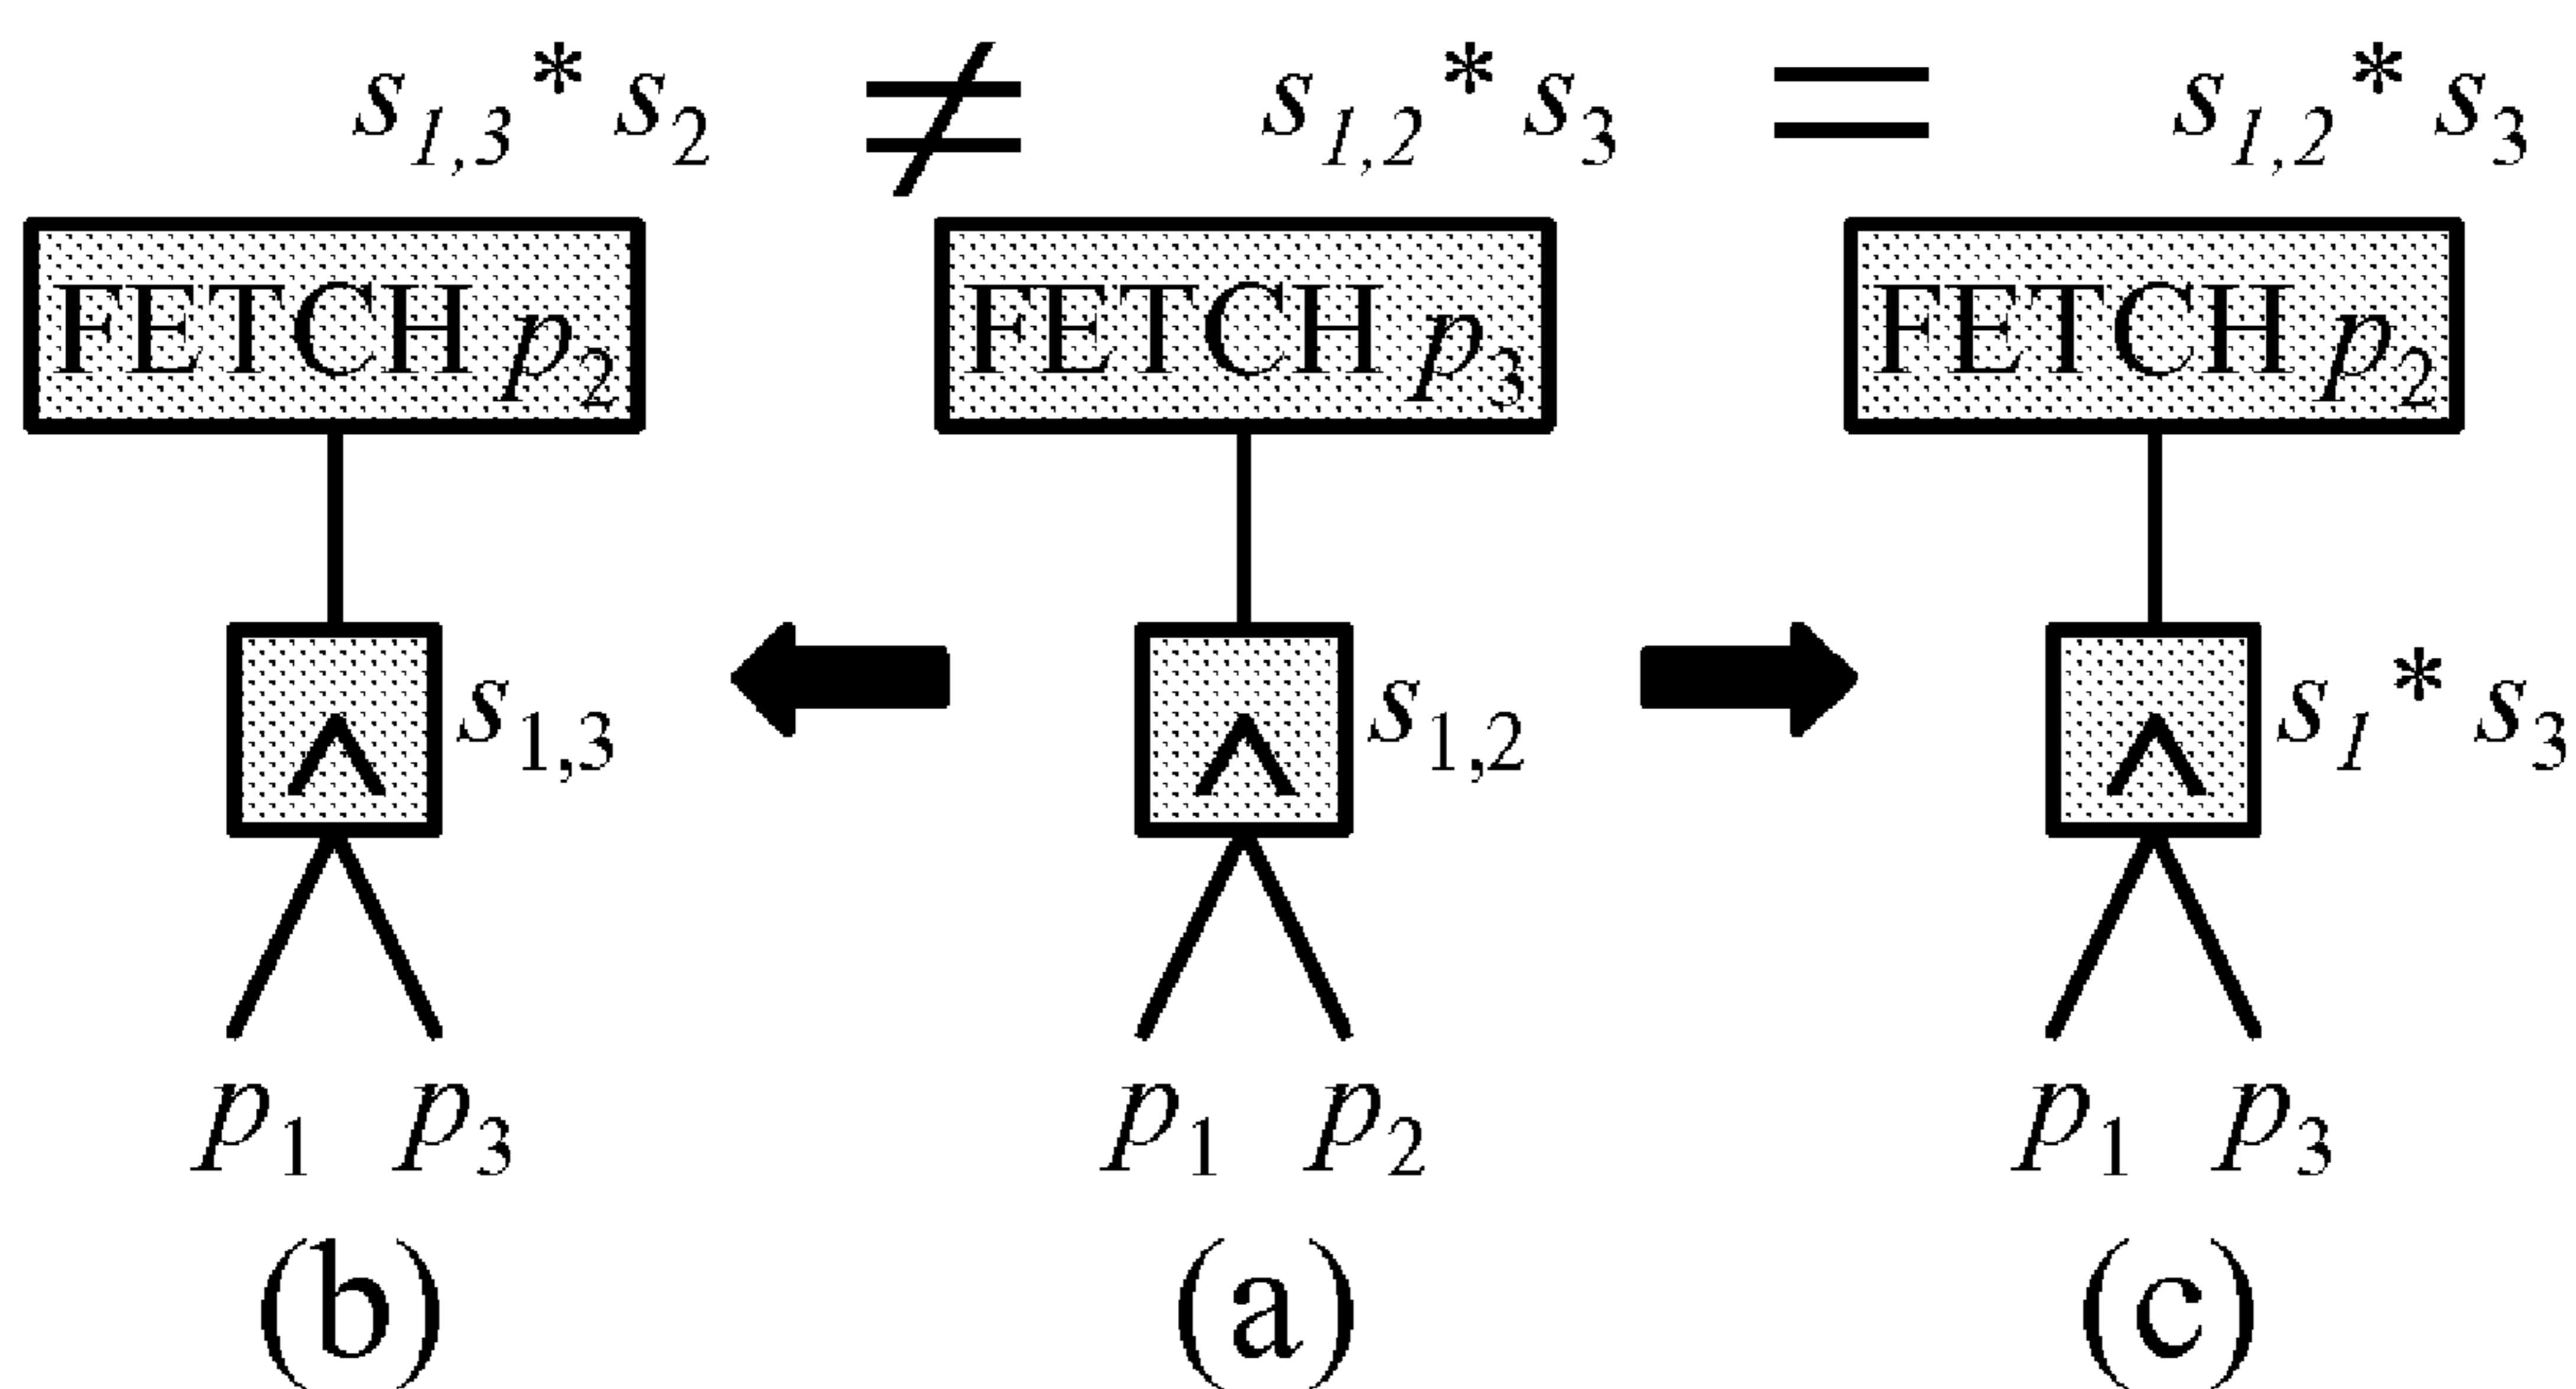 s1,3 * s2 ≠ s1,2 * s3 = s1,2 * s3
FETCH p2 FETCH p3 FETCH p2
∧ s1,3 ∧ s1,2 ∧ s1 * s3
p1 p3 p1 p2 p1 p3
(b) (a) (c)